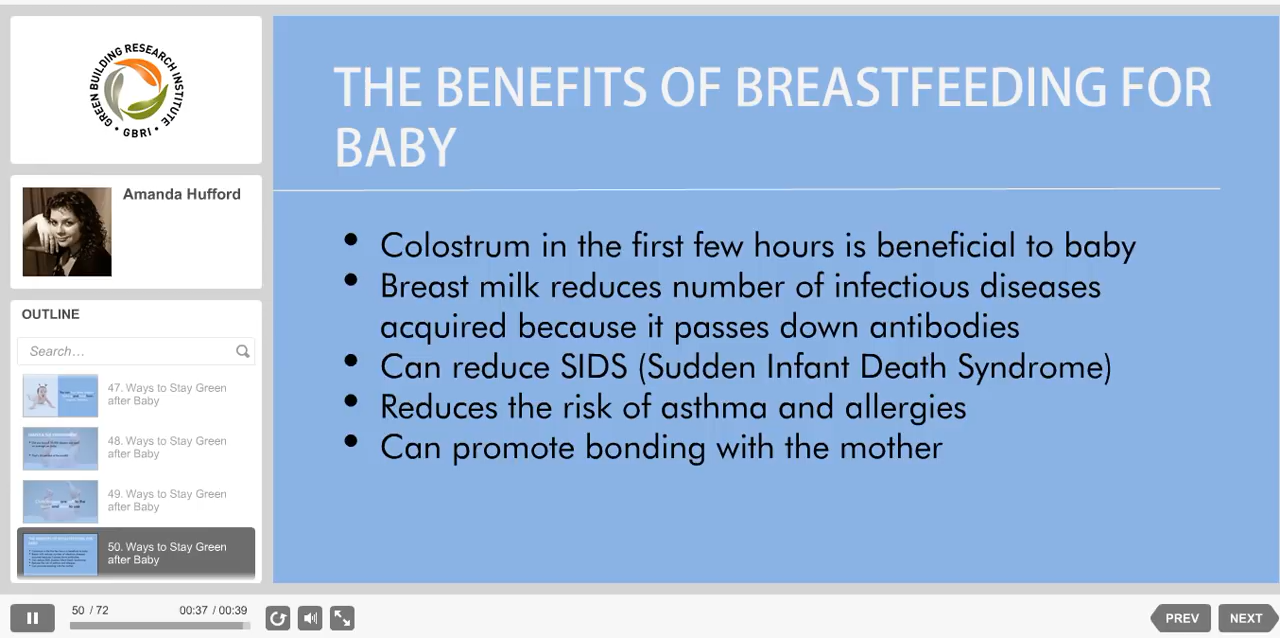 GREEN BUILDING RESEARCH INSTITUTE
• GBRI •
Amanda Hufford
OUTLINE
Search...
47. Ways to Stay Green
after Baby
48. Ways to Stay Green
after Baby
49. Ways to Stay Green
after Baby
50. Ways to Stay Green
after Baby
THE BENEFITS OF BREASTFEEDING FOR
BABY
• Colostrum in the first few hours is beneficial to baby
• Breast milk reduces number of infectious diseases
acquired because it passes down antibodies
• Can reduce SIDS (Sudden Infant Death Syndrome)
• Reduces the risk of asthma and allergies
• Can promote bonding with the mother
50 / 72
00:37 / 00:39
PREV
NEXT